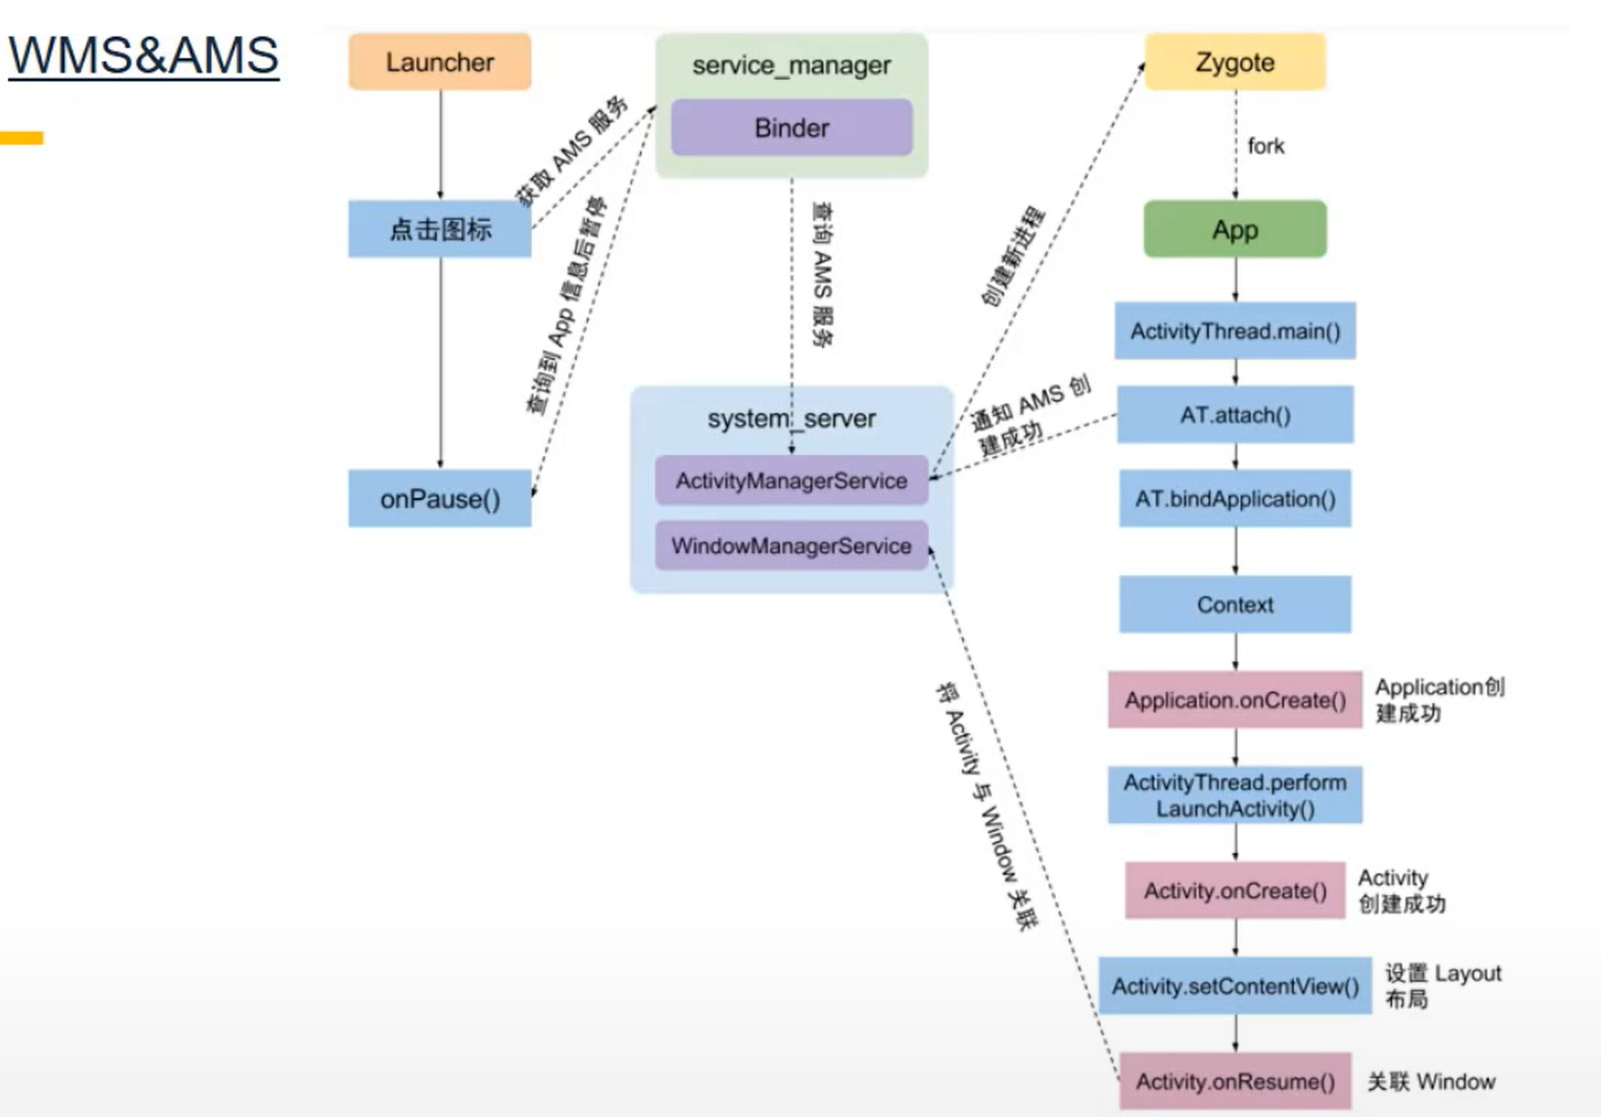 WMS&AMS
Launcher
点击图标
onPause()
获取 AMS 服务
查询到 App 信息后暂停
service_manager
Binder
查询 AMS 服务
system_server
ActivityManagerService
WindowManagerService
创建新进程
通知 AMS 创
建成功
将 Activity 与 Window 关联
Zygote
fork
App
ActivityThread.main()
AT.attach()
AT.bindApplication()
Context
Application.onCreate()
Application创
建成功
ActivityThread.perform
LaunchActivity()
Activity.onCreate()
Activity
创建成功
Activity.setContentView()
设置 Layout
布局
Activity.onResume()
关联 Window